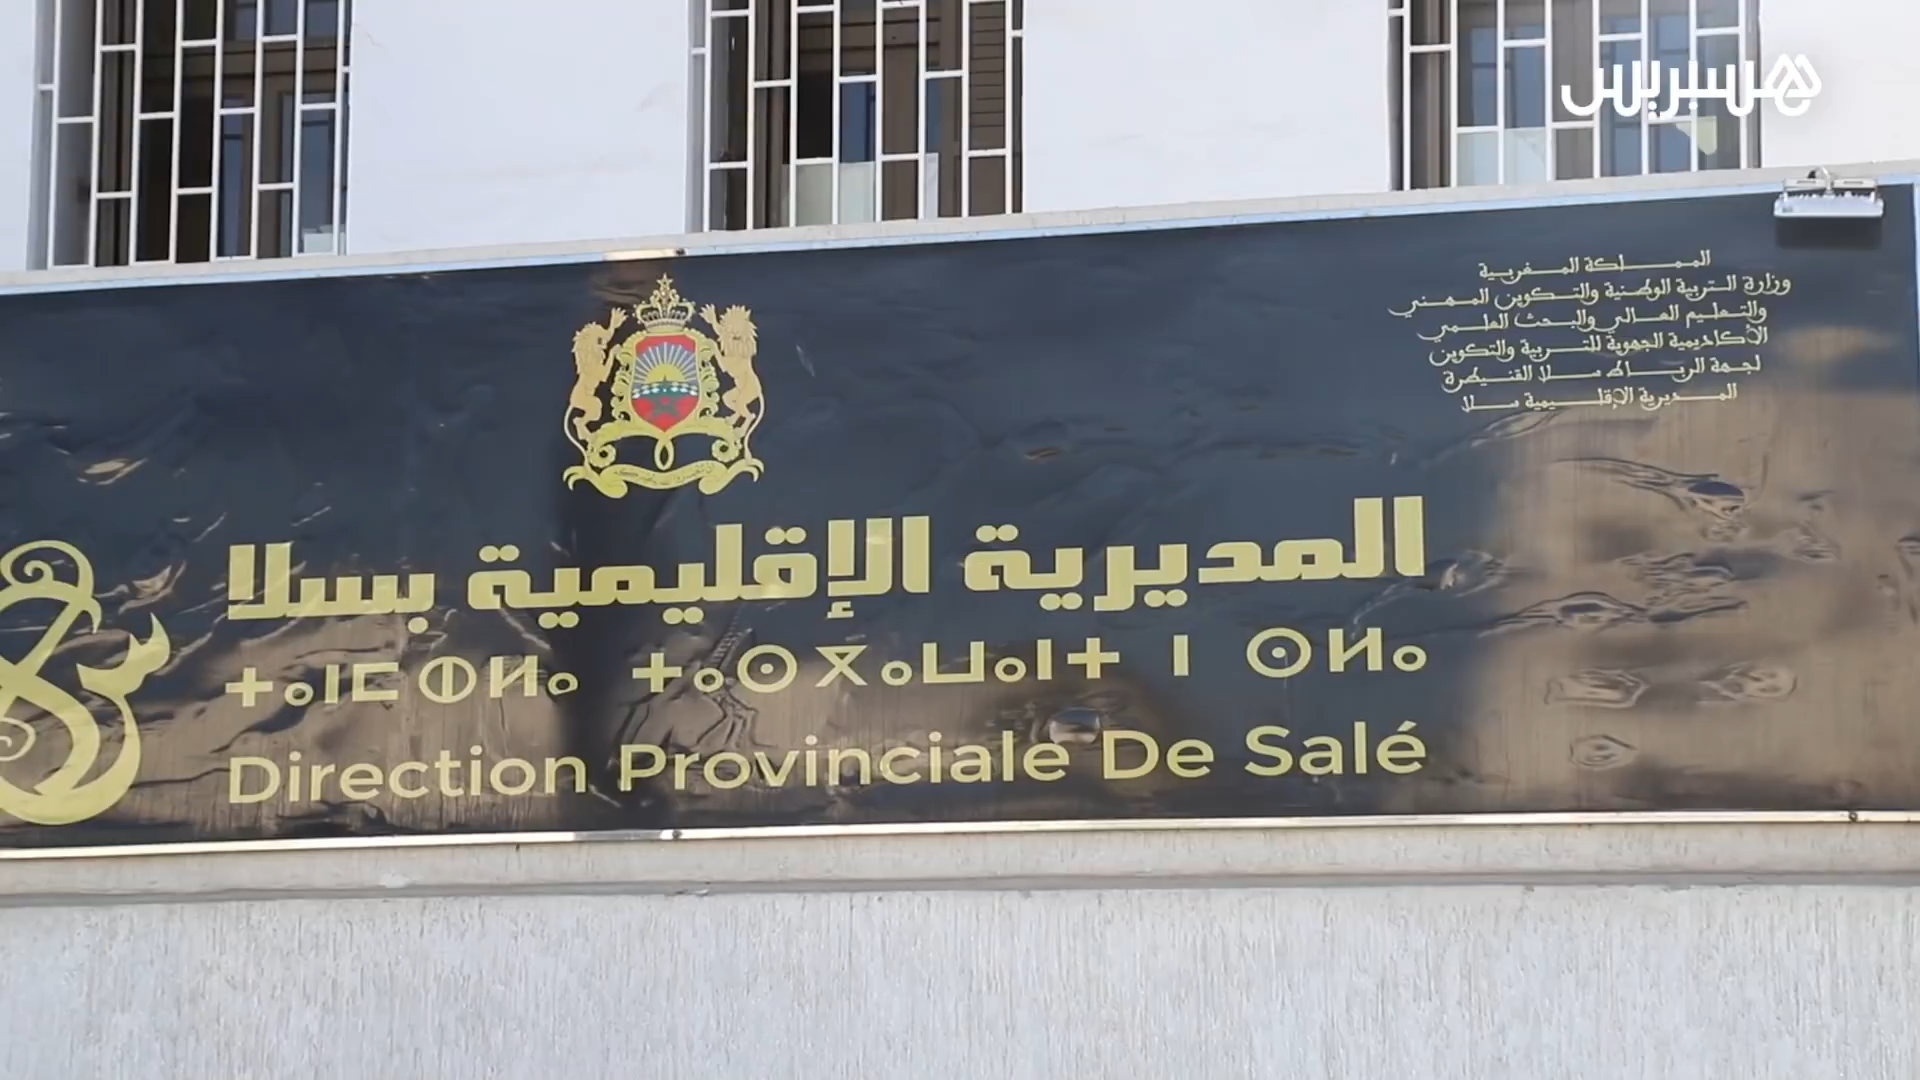 هسبريس
المملكة المغربية
وزارة التربية الوطنية والتكوين المهني
والتعليم العالي والبحث العلمي
الأكاديمية الجهوية للتربية والتكوين
لجهة الرباط سلا القنيطرة
المديرية الإقليمية سلا
المديرية الإقليمية بسلا
ⵜⴰⵏⵎⵀⵍⴰ ⵜⴰⵙⴳⴰⵡⴰⵏⵜ ⵏ ⵙⵍⴰ
Direction Provinciale De Salé